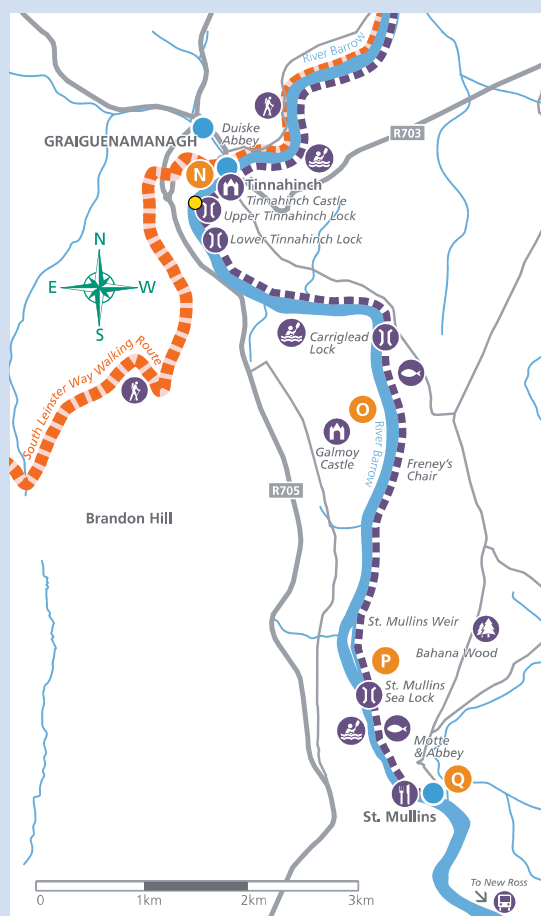 River Barrow
Duiske
Abbey
GRAIGUENAMANAGH
R703
N
Tinnahinch
Tinnahinch Castle
Upper Tinnahinch Lock
Lower Tinnahinch Lock
N
E
W
S
Carriglead
Lock
South Leinster Way Walking Route
O
Galmoy
Castle
River Barrow
Freney's
Chair
R705
Brandon Hill
St. Mullins Weir
P
Bahana Wood
St. Mullins
Sea Lock
Motte
& Abbey
Q
St. Mullins
To New Ross
0
1km
2km
3km